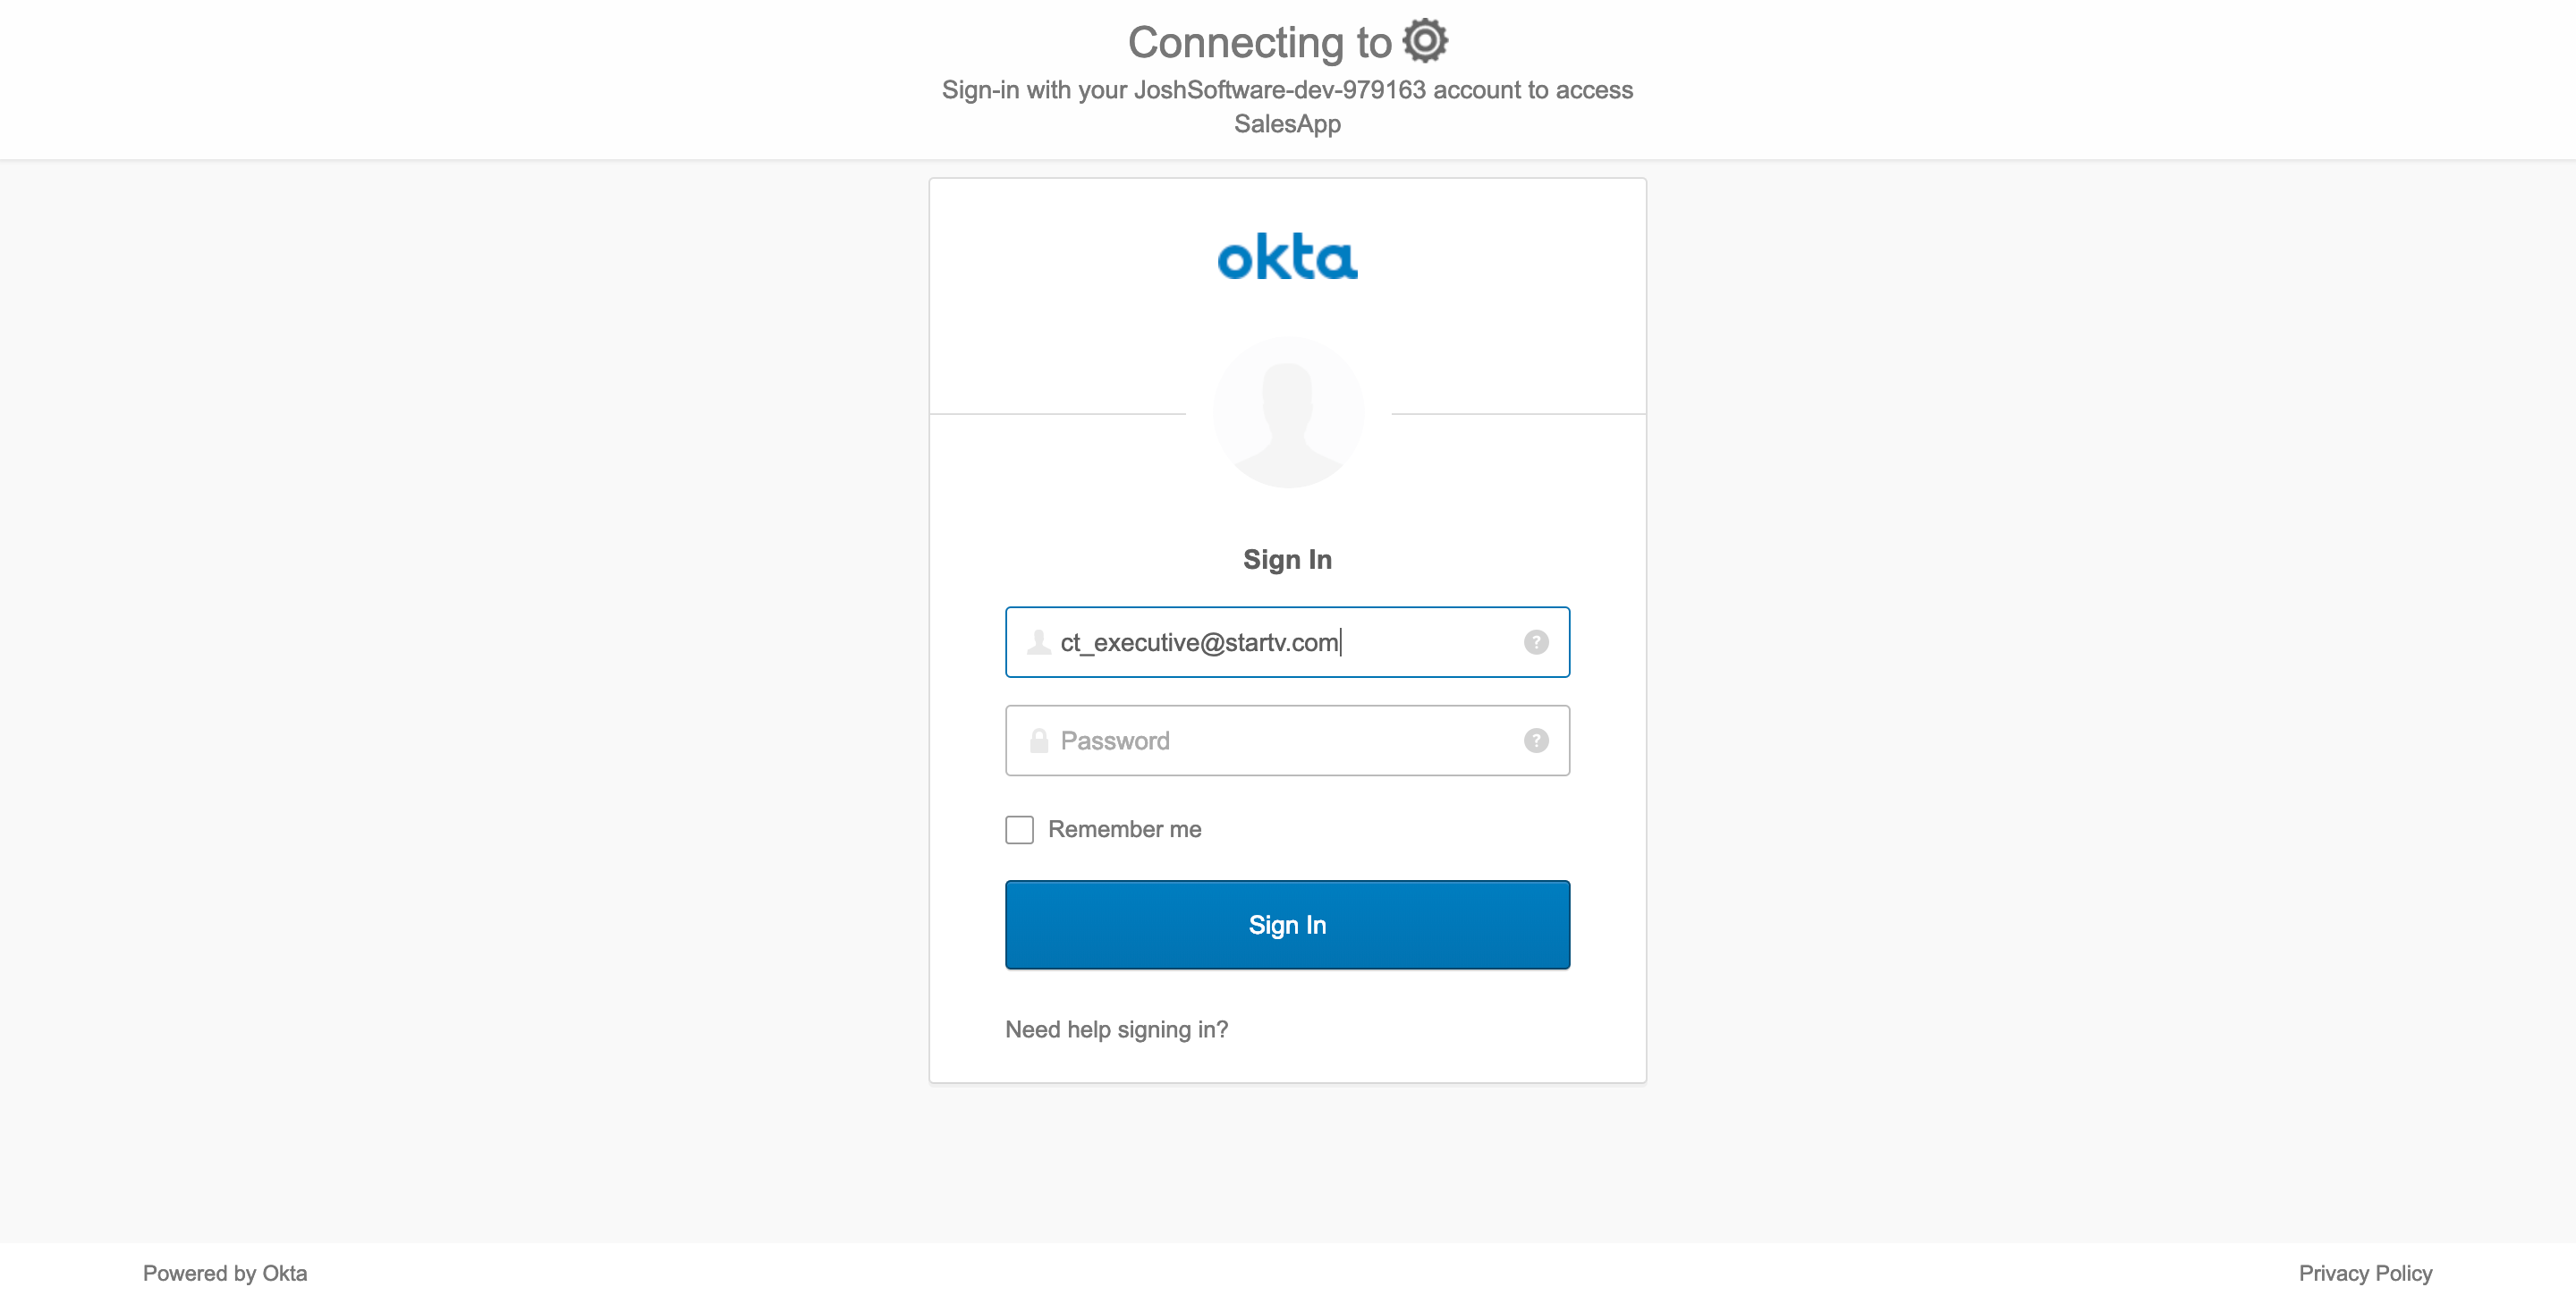 Connecting to
Sign-in with your JoshSoftware-dev-979163 account to access
SalesApp
okta
Sign In
ct_executive@startv.com
?
Password
?
Remember me
Sign In
Need help signing in?
Powered by Okta
Privacy Policy